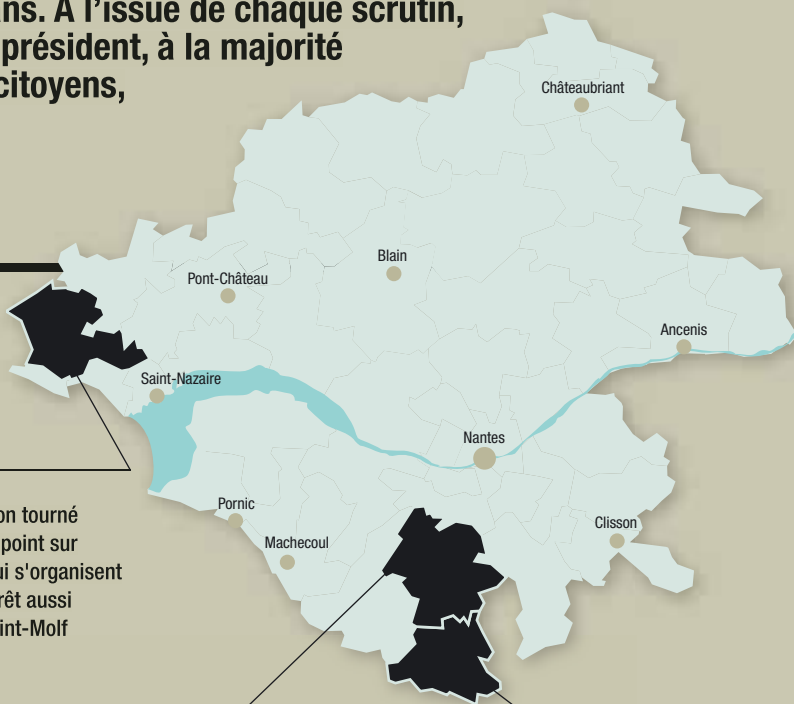 ans. À l’issue de chaque scrutin,
président, à la majorité
citoyens,
Châteaubriant
Blain
Pont-Château
Ancenis
Saint-Nazaire
Nantes
Pornic
Clisson
Machecoul
on tourné
point sur
ui s'organisent
rêt aussi
int-Molf